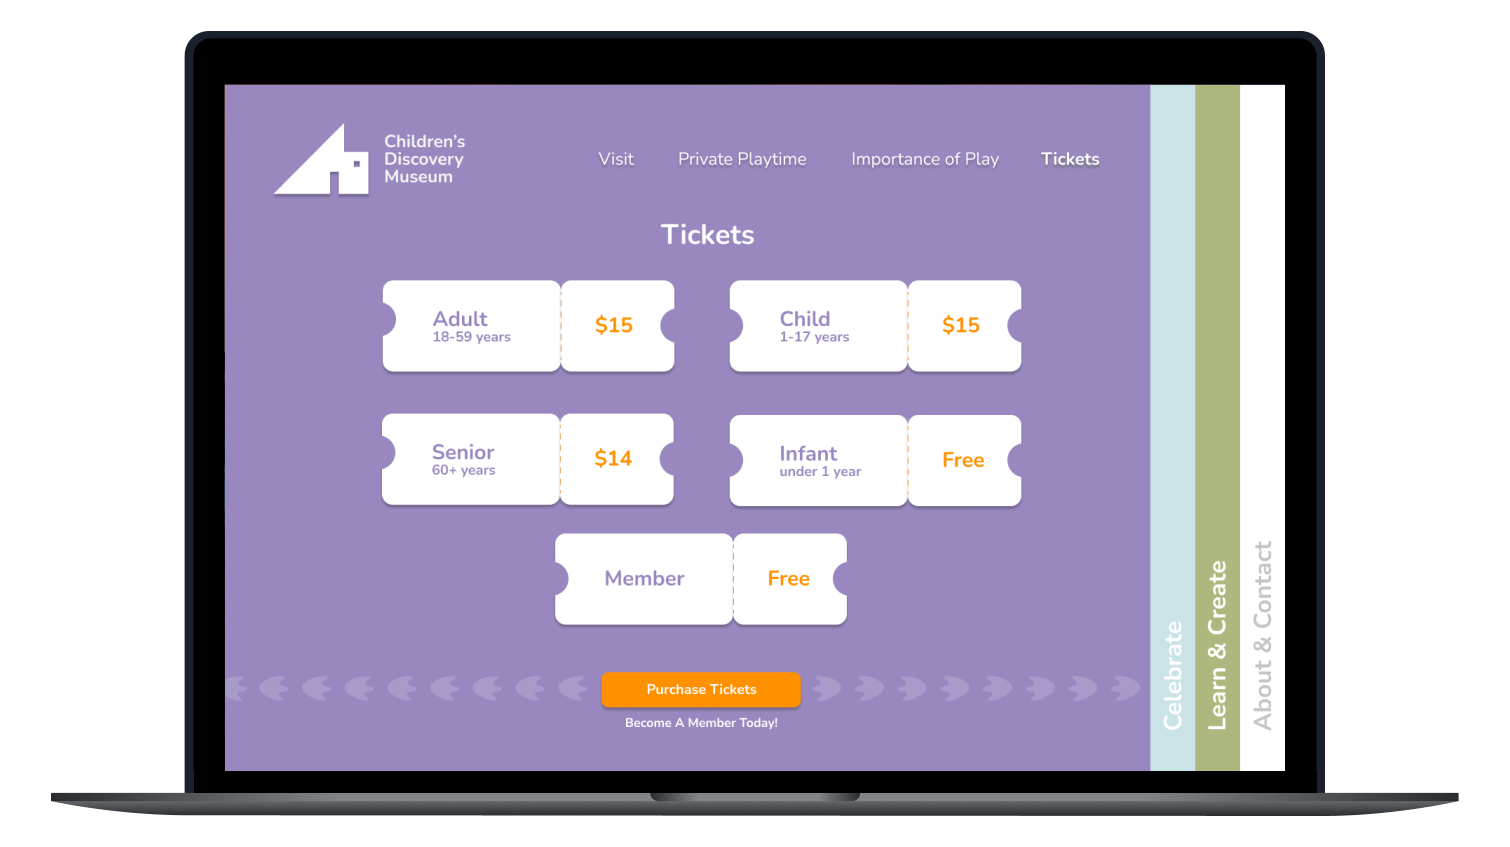 Children's
Discovery
Museum
Visit
Private Playtime
Importance of Play
Tickets
Tickets
Adult
18-59 years
$15
Child
1-17 years
$15
Senior
60+ years
$14
Infant
under 1 year
Free
Member
Free
Purchase Tickets
Become A Member Today!
Celebrate
Learn & Create
About & Contact